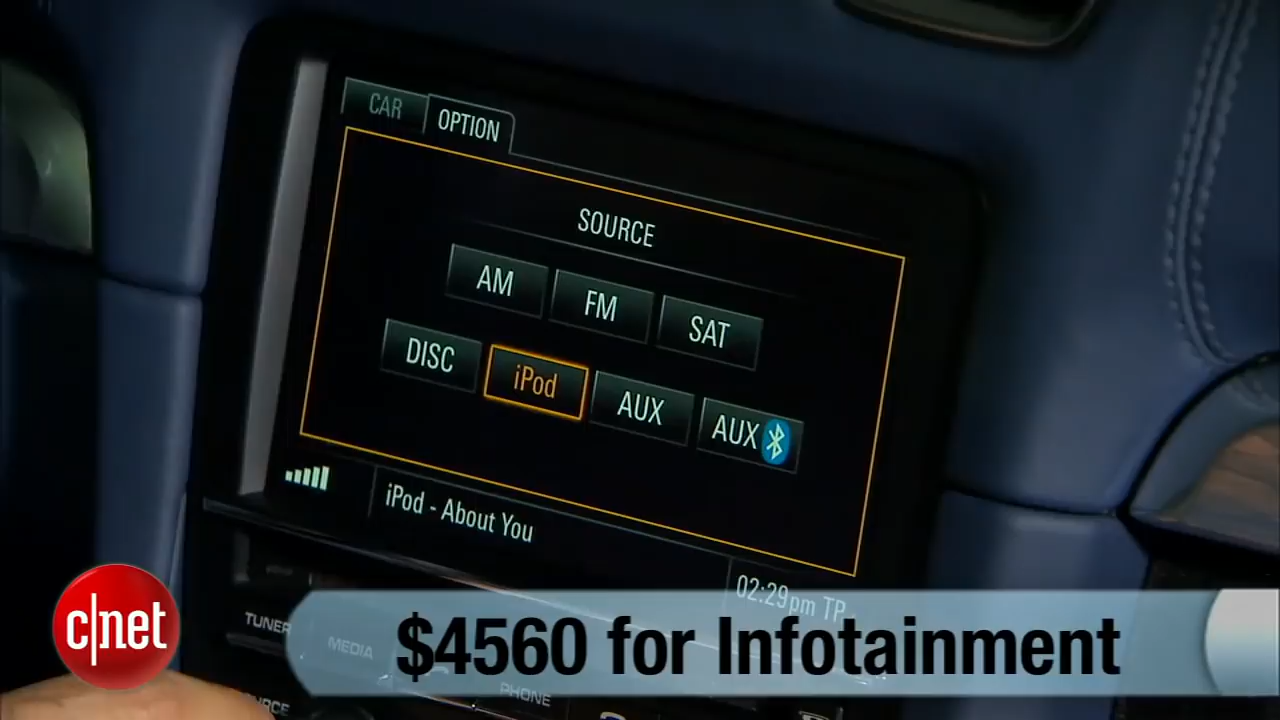 CAR OPTION
SOURCE
AM FM SAT
DISC iPod AUX AUX
iPod - About You
02:29pm TP
TUNER MEDIA
PHONE
c|net
$4560 for Infotainment